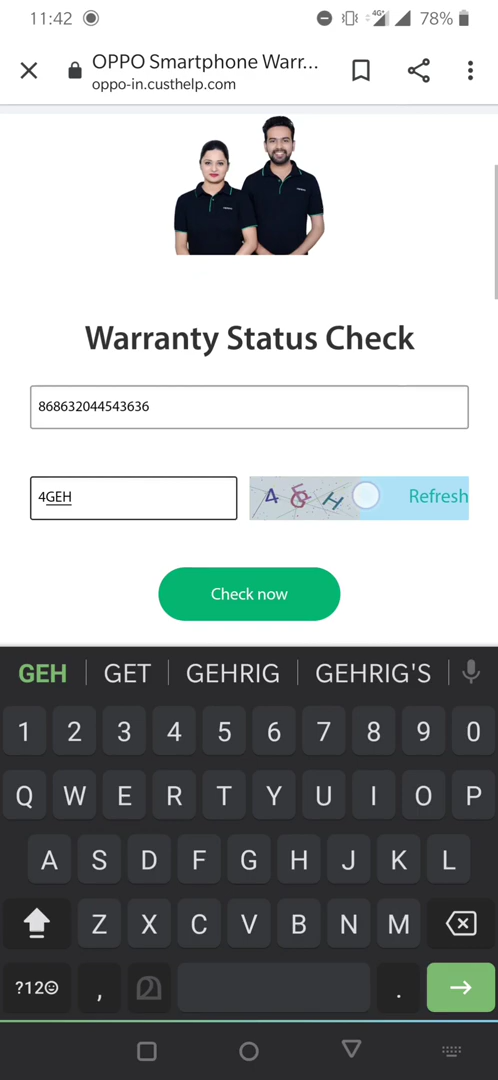 11:42 4G 78%
OPPO Smartphone Warr...
oppo-in.custhelp.com
Warranty Status Check
868632044543636
4GEH
Refresh
Check now
GEH GET GEHRIG GEHRIG'S
1 2 3 4 5 6 7 8 9 0
Q W E R T Y U I O P
A S D F G H J K L
Z X C V B N M
?12☺ , മ .